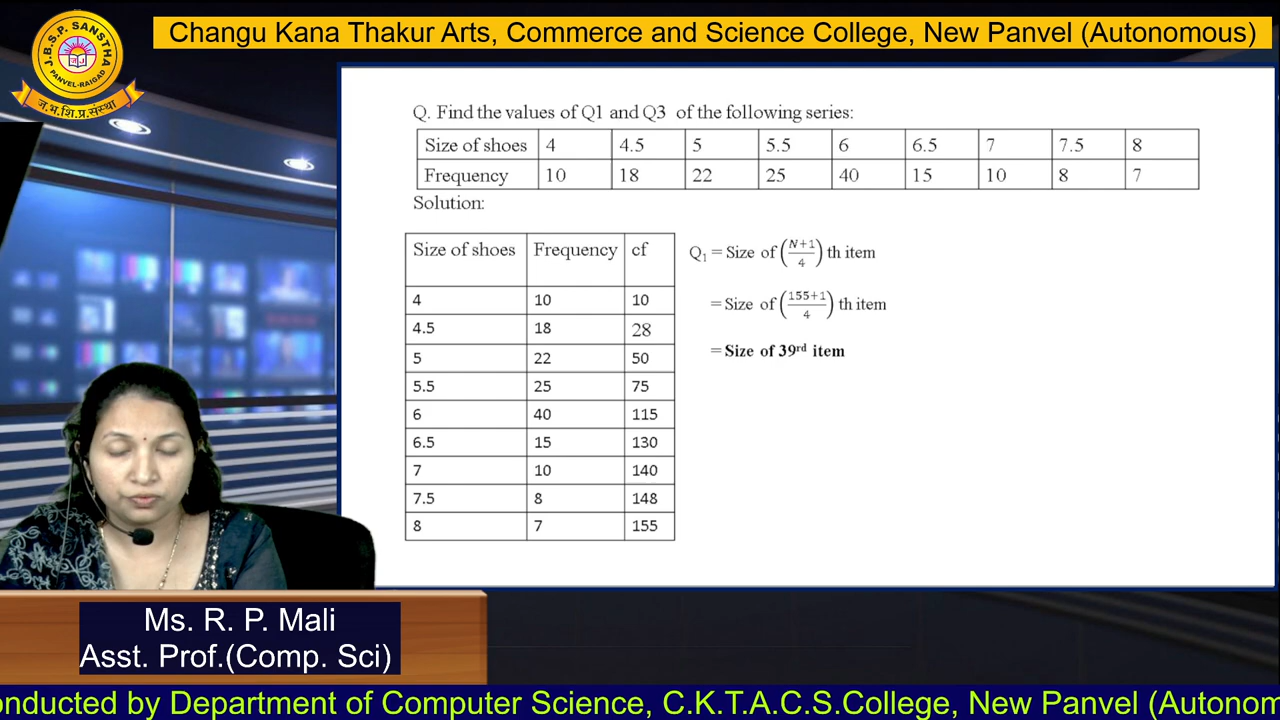 Changu Kana Thakur Arts, Commerce and Science College, New Panvel (Autonomous)
J.B.S.P. SANSTHA
PANVEL-RAIGAD
ज.भ.शि.प्र.संस्था
Q. Find the values of Q1 and Q3 of the following series:
Size of shoes 4 4.5 5 5.5 6 6.5 7 7.5 8
Frequency 10 18 22 25 40 15 10 8 7
Solution:
Size of shoes Frequency cf
4 10 10
4.5 18 28
5 22 50
5.5 25 75
6 40 115
6.5 15 130
7 10 140
7.5 8 148
8 7 155
Q₁ = Size of (N+1/4) th item
= Size of (155+1/4) th item
= Size of 39rd item
Ms. R. P. Mali
Asst. Prof.(Comp. Sci)
onducted by Department of Computer Science, C.K.T.A.C.S.College, New Panvel (Autonom